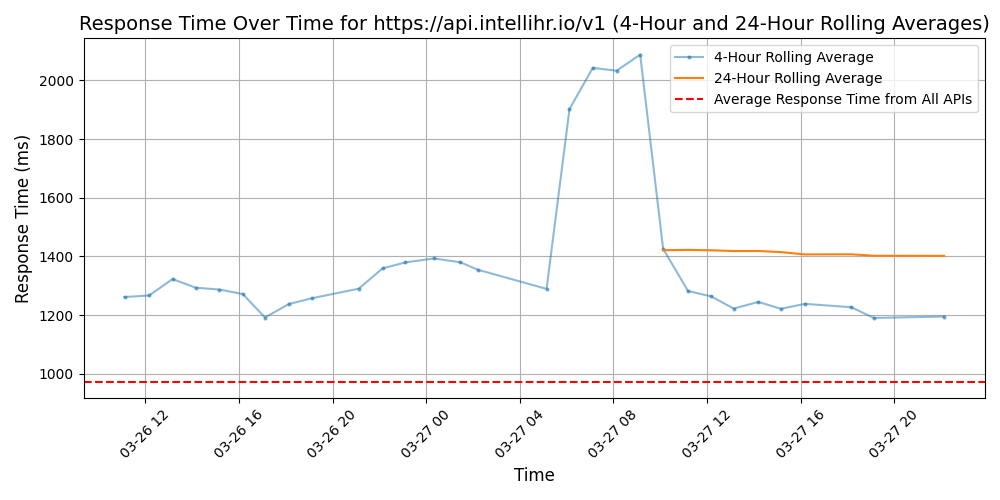 Response Time Over Time for https://api.intellihr.io/v1 (4-Hour and 24-Hour Rolling Averages)
4-Hour Rolling Average
24-Hour Rolling Average
Average Response Time from All APIs
Response Time (ms)
2000
1800
1600
1400
1200
1000
03-26 12
03-26 16
03-26 20
03-27 00
03-27 04
03-27 08
03-27 12
03-27 16
03-27 20
Time